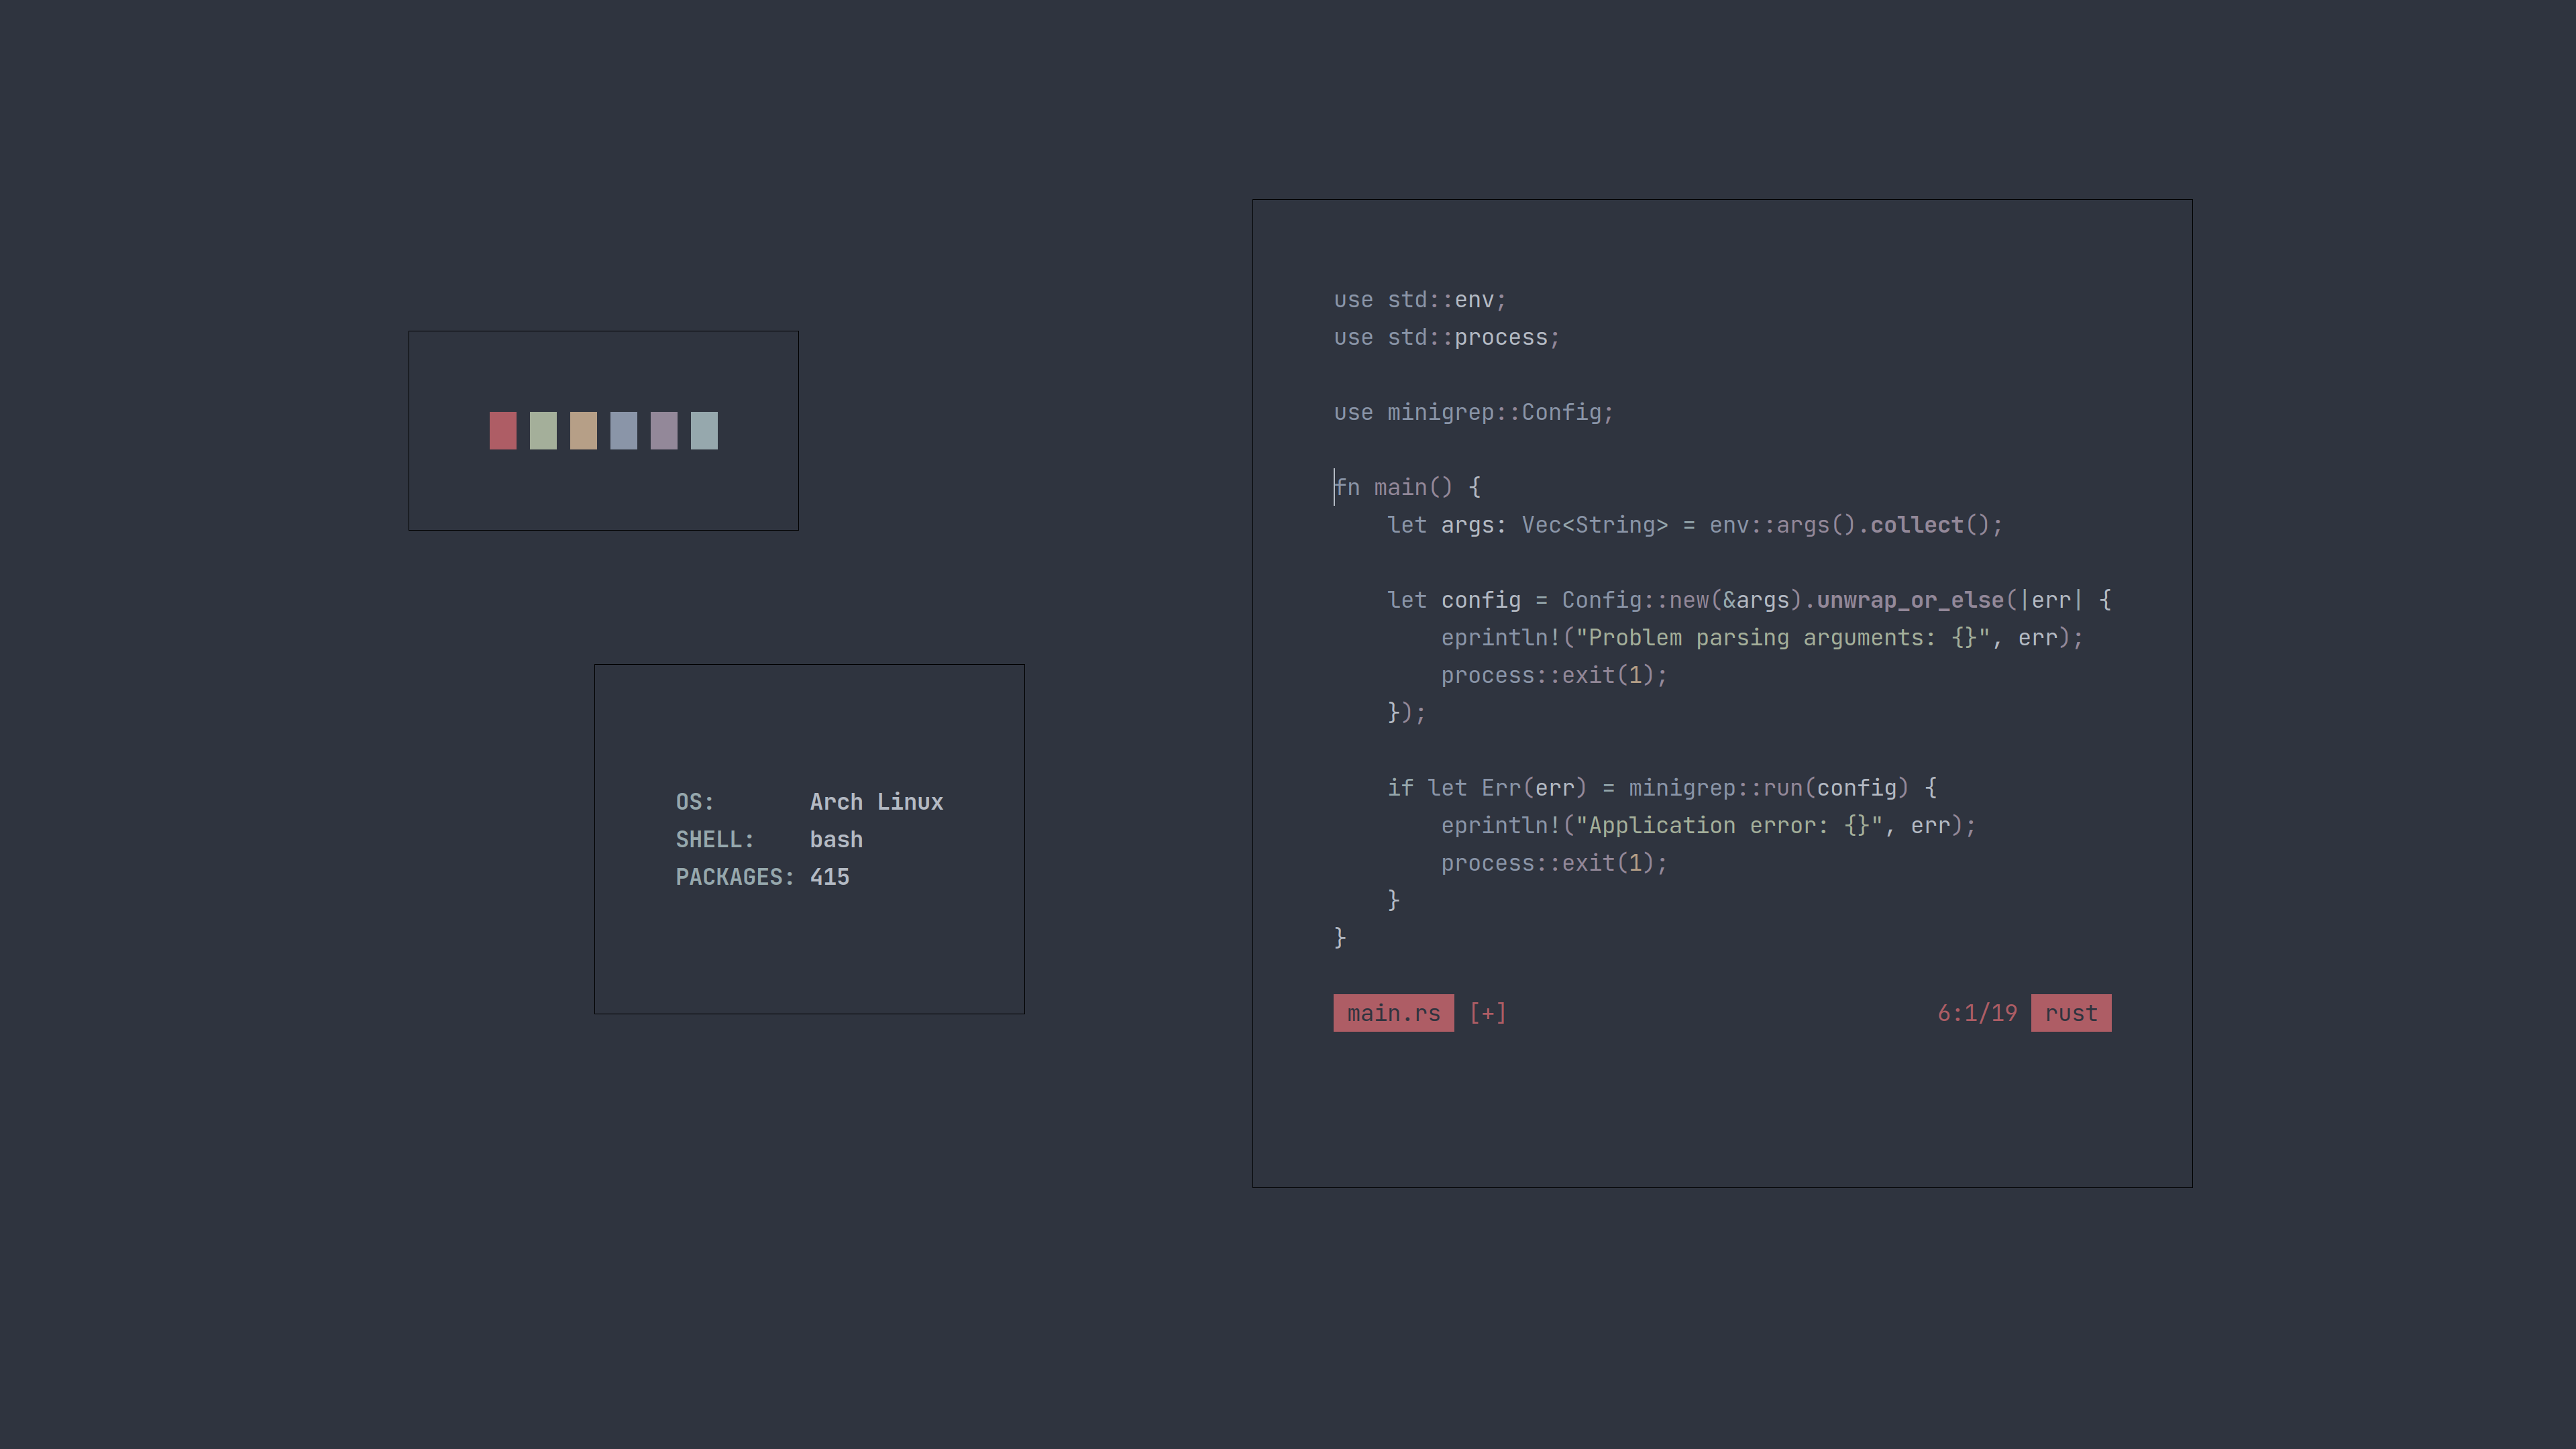 OS:       Arch Linux
SHELL:    bash
PACKAGES: 415
use std::env;
use std::process;

use minigrep::Config;

fn main() {
    let args: Vec<String> = env::args().collect();

    let config = Config::new(&args).unwrap_or_else(|err| {
        eprintln!("Problem parsing arguments: {}", err);
        process::exit(1);
    });

    if let Err(err) = minigrep::run(config) {
        eprintln!("Application error: {}", err);
        process::exit(1);
    }
}
main.rs [+] 6:1/19 rust